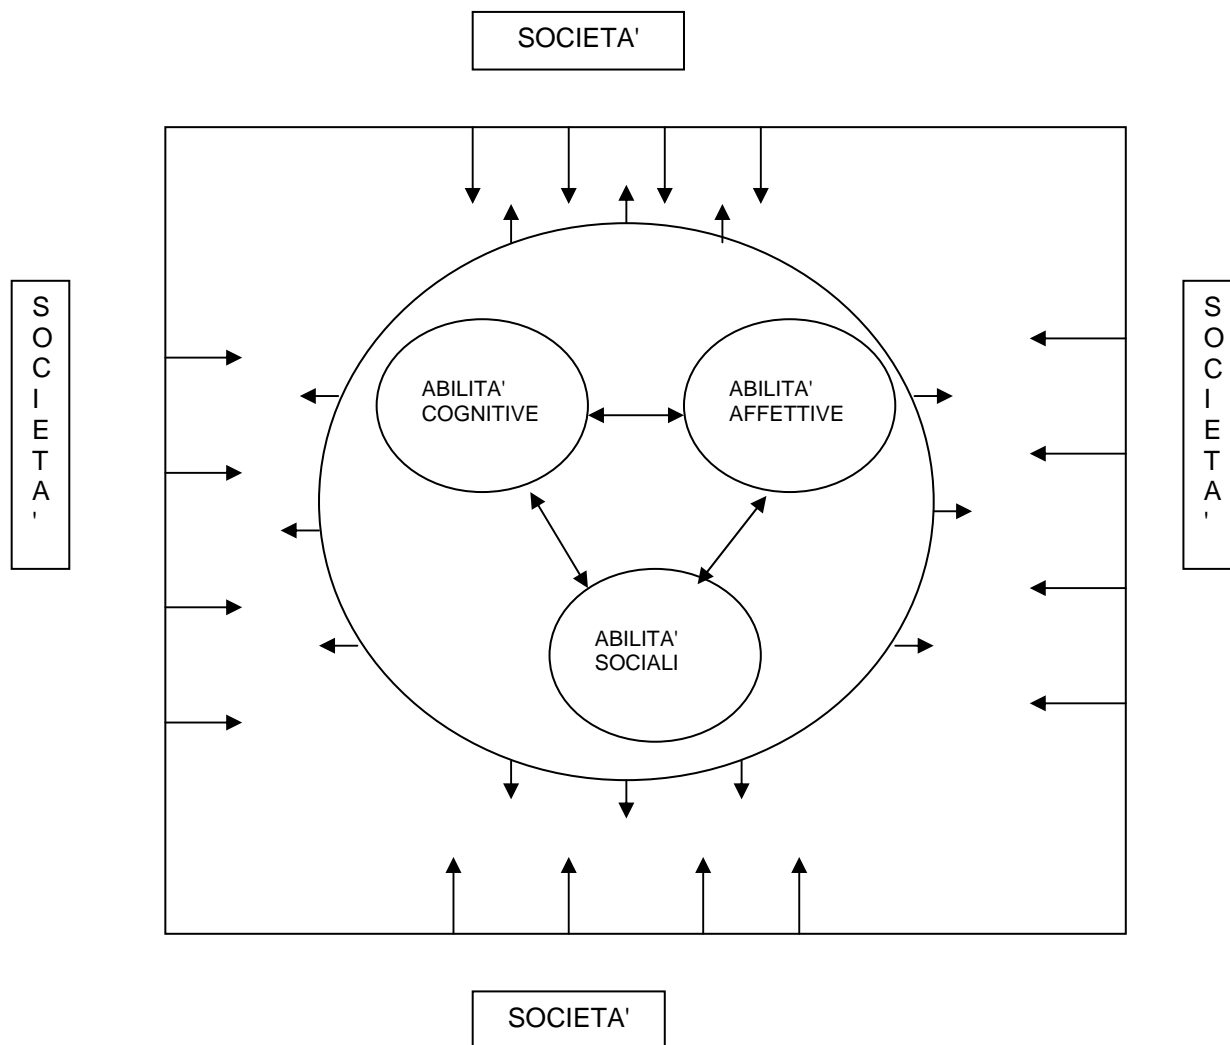 SOCIETA'
S
O
C
I
E
T
A
'
S
O
C
I
E
T
A
'
ABILITA'
COGNITIVE
ABILITA'
AFFETTIVE
ABILITA'
SOCIALI
SOCIETA'